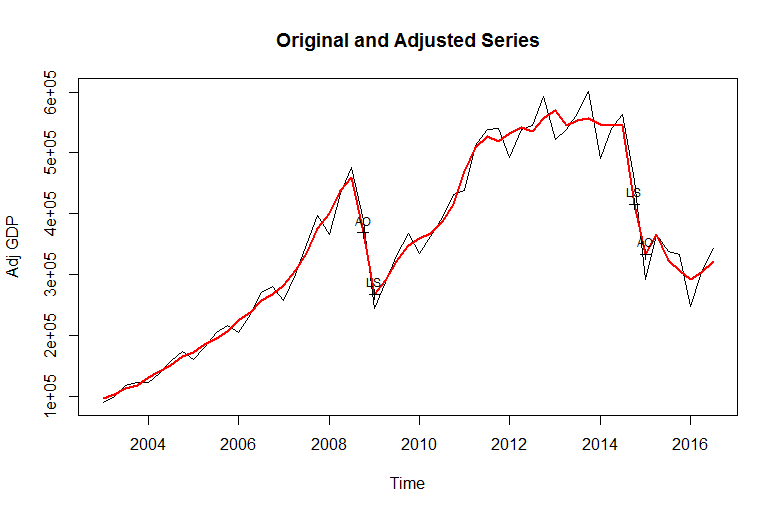 Original and Adjusted Series
Adj GDP
6e+05
5e+05
4e+05
3e+05
2e+05
1e+05
AO
LS
LS
AO
2004 2006 2008 2010 2012 2014 2016
Time